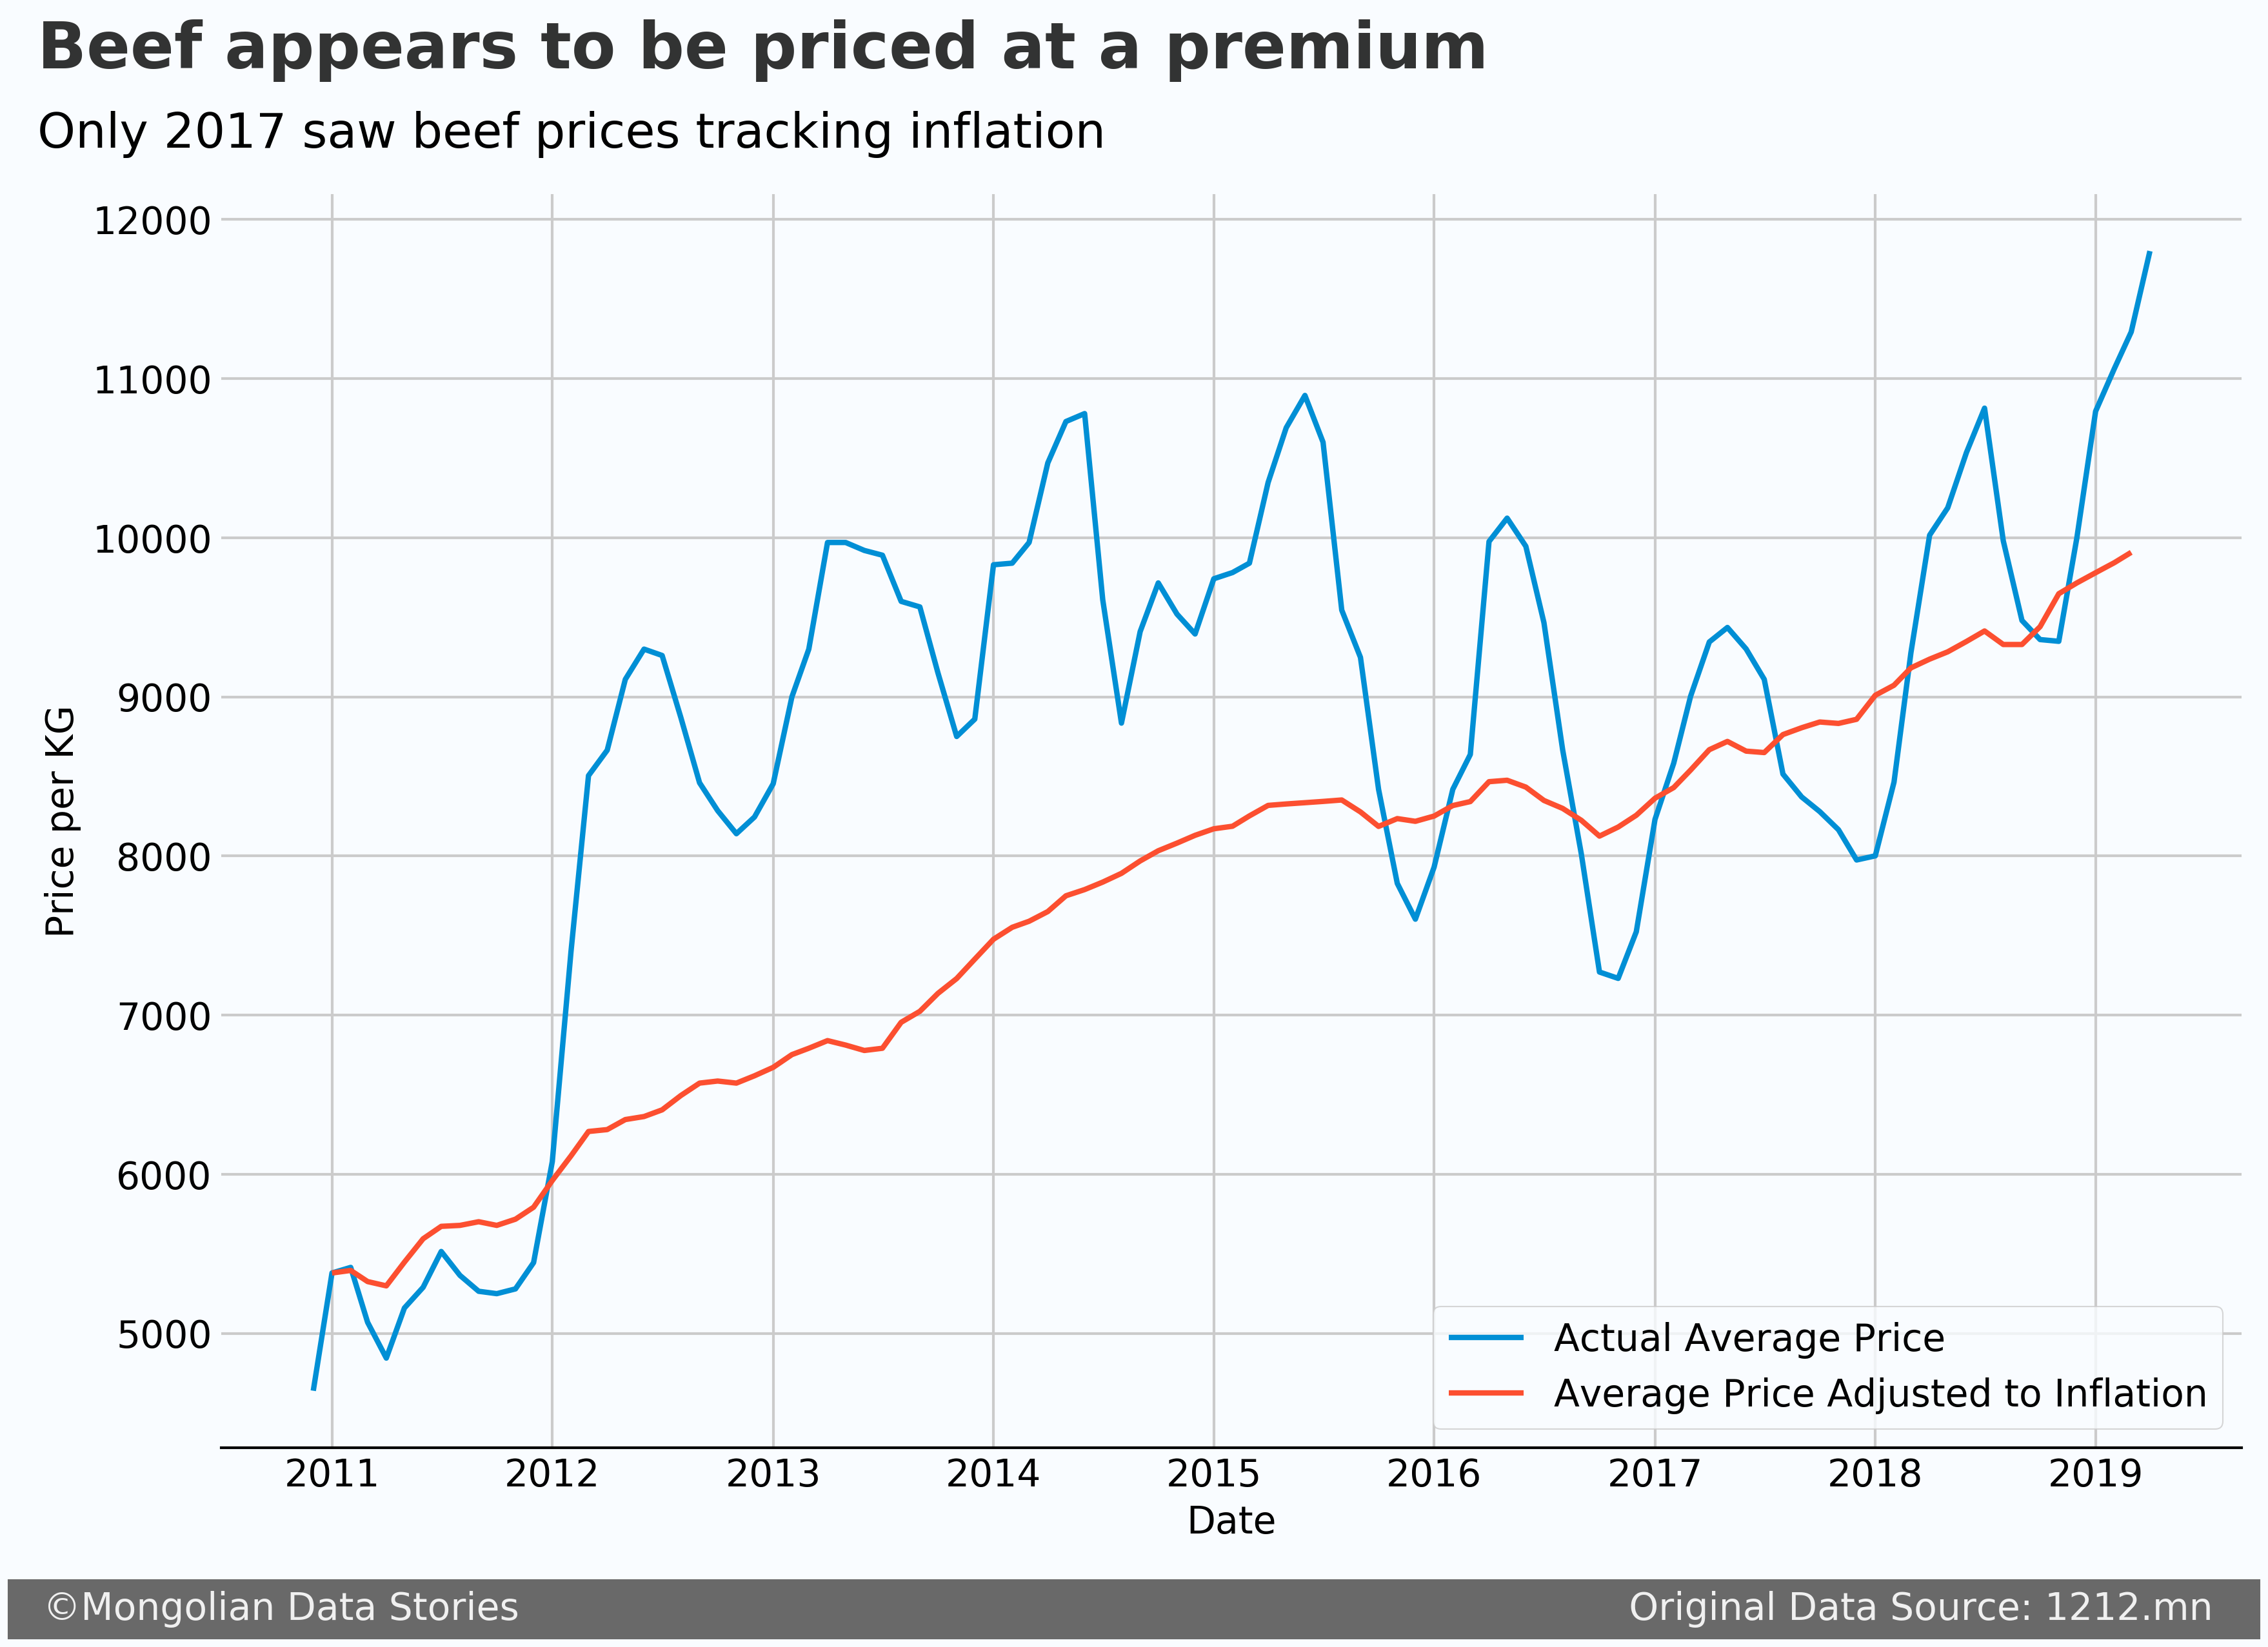 Beef appears to be priced at a premium
Only 2017 saw beef prices tracking inflation
12000
11000
10000
9000
8000
7000
6000
5000
Price per KG
Actual Average Price
Average Price Adjusted to Inflation
2011 2012 2013 2014 2015 2016 2017 2018 2019
Date
©Mongolian Data Stories Original Data Source: 1212.mn